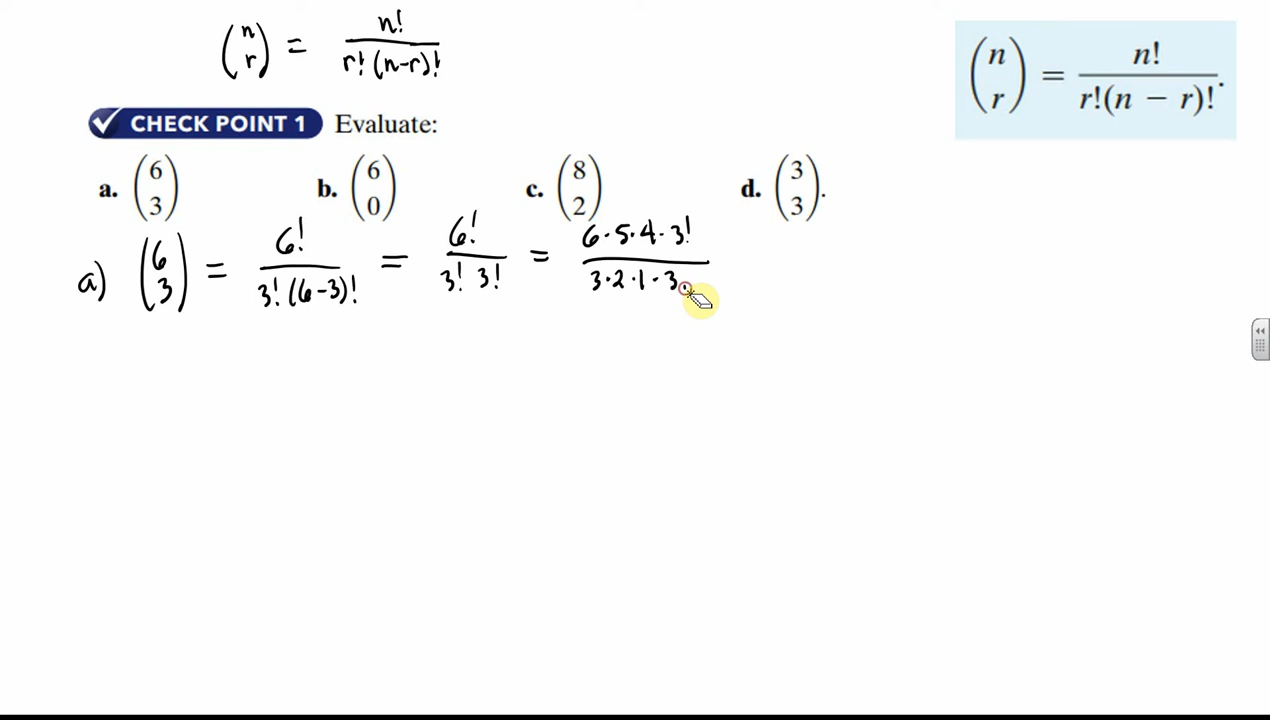 (n r) = n! / r! (n-r)!
(n r) = n! / r!(n − r)!.
CHECK POINT 1 Evaluate:
a. (6 3) b. (6 0) c. (8 2) d. (3 3).
a) (6 3) = 6! / 3! (6-3)! = 6! / 3! 3! = 6·5·4·3! / 3·2·1·3